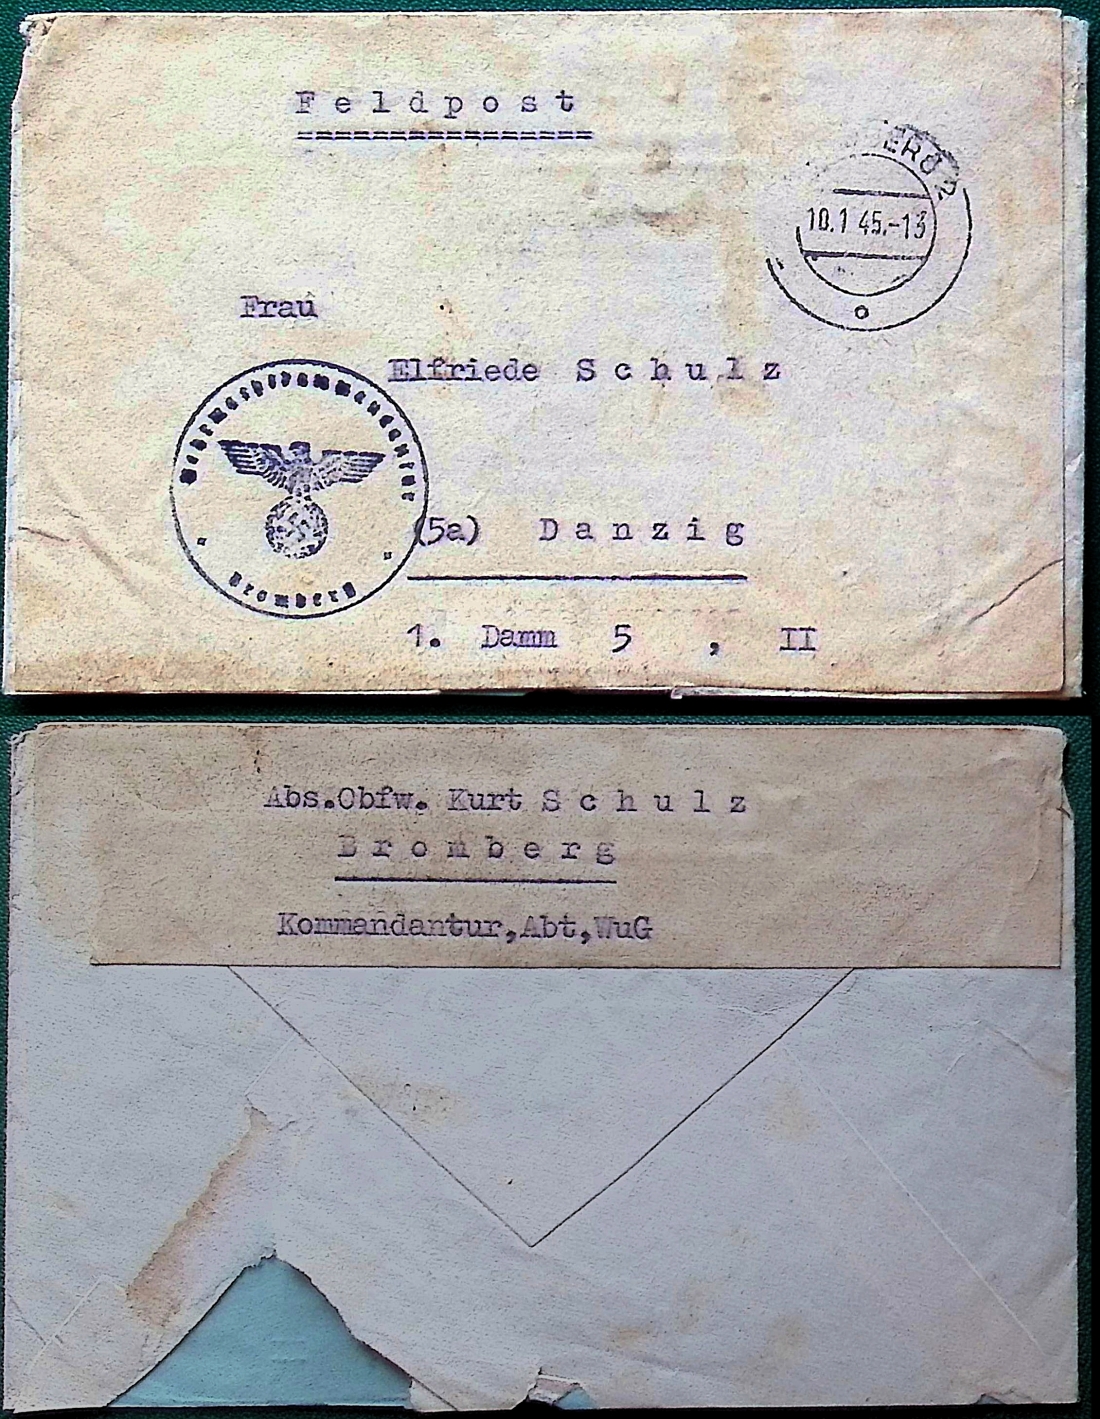 Feldpost
================
10.1 45.-13
Frau
Elfriede Schulz
Wehrmachtkommandantur
Bromberg
(5a) Danzig
1. Damm 5 , II
Abs.Obfw. Kurt Schulz
Bromberg
Kommandantur,Abt,WuG